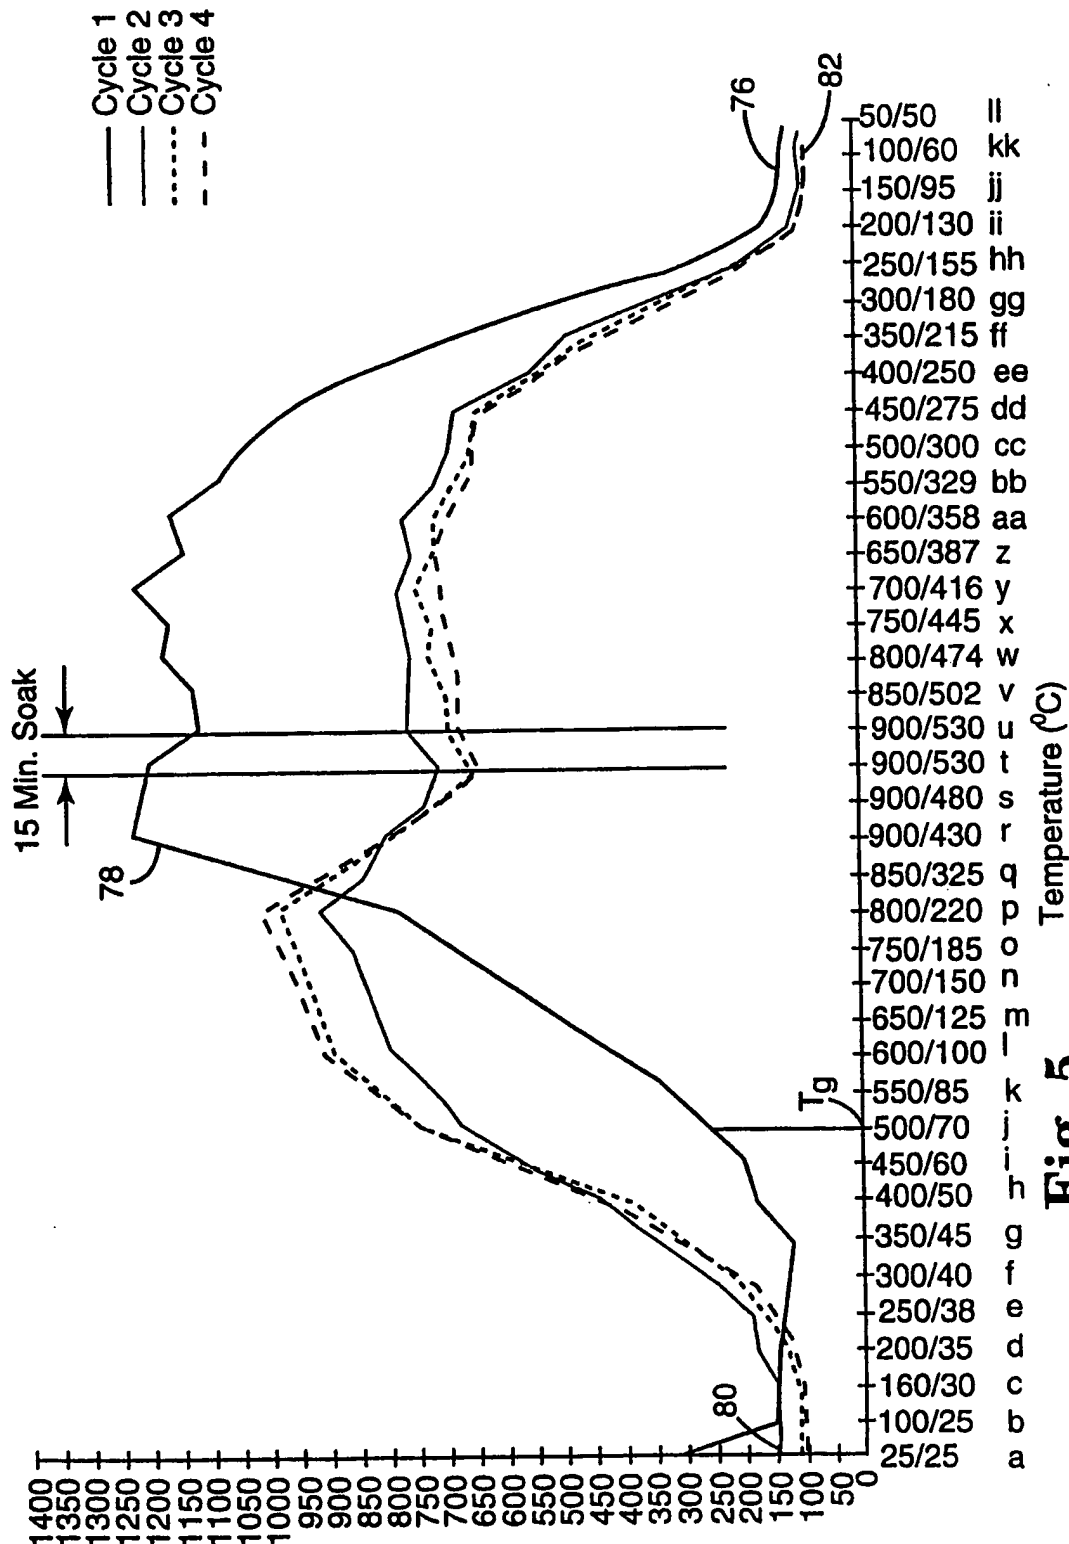 15 Min. Soak
Cycle 1
Cycle 2
Cycle 3
Cycle 4
78
76
82
80
Tg
1400
1350
1300
1250
1200
1150
1100
1050
1000
950
900
850
800
750
700
650
600
550
500
450
400
350
300
250
200
150
100
50
0
25/25 a
100/25 b
160/30 c
200/35 d
250/38 e
300/40 f
350/45 g
400/50 h
450/60 i
500/70 j
550/85 k
600/100 l
650/125 m
700/150 n
750/185 o
800/220 p
850/325 q
900/430 r
900/480 s
900/530 t
900/530 u
850/502 v
800/474 w
750/445 x
700/416 y
650/387 z
600/358 aa
550/329 bb
500/300 cc
450/275 dd
400/250 ee
350/215 ff
300/180 gg
250/155 hh
200/130 ii
150/95 jj
100/60 kk
50/50 ll
Temperature (⁰C)
Fig. 5